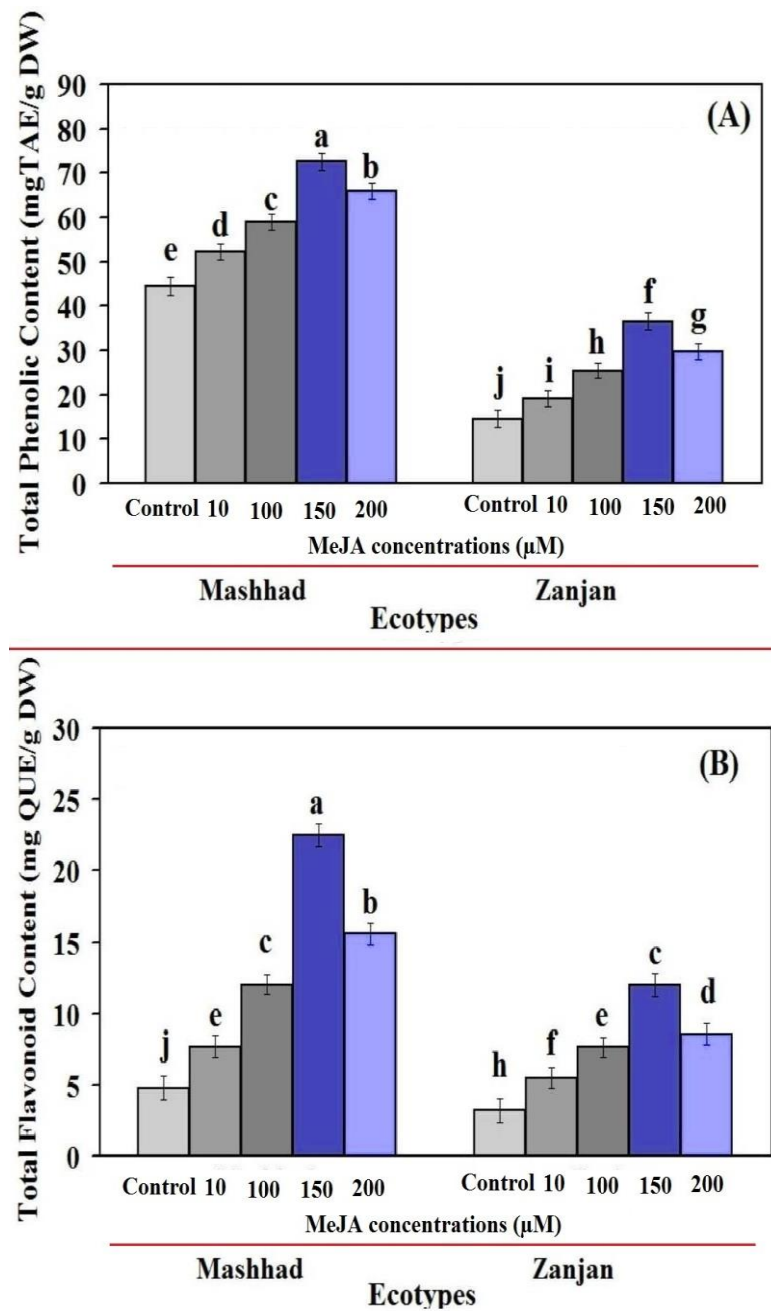 Total Phenolic Content (mgTAE/g DW)
90
80
70
60
50
40
30
20
10
0
(A)
e
d
c
a
b
j
i
h
f
g
Control 10 100 150 200
Control 10 100 150 200
MeJA concentrations (µM)
Mashhad Zanjan
Ecotypes
Total Flavonoid Content (mg QUE/g DW)
30
25
20
15
10
5
0
(B)
j
e
c
a
b
h
f
e
c
d
Control 10 100 150 200
Control 10 100 150 200
MeJA concentrations (µM)
Mashhad Zanjan
Ecotypes